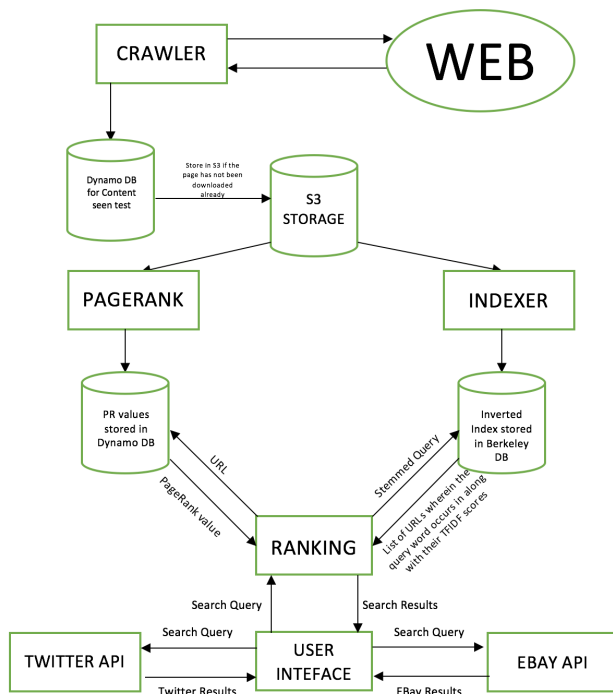 CRAWLER
WEB
Dynamo DB
for Content
seen test
Store in S3 if the
page has not been
downloaded
already
S3
STORAGE
PAGERANK
INDEXER
PR values
stored in
Dynamo DB
Inverted
Index stored
in Berkeley
DB
URL
PageRank value
Stemmed Query
List of URLs wherein the
query word occurs in along
with their TFIDF scores
RANKING
Search Query
Search Results
TWITTER API
Search Query
Twitter Results
USER
INTEFACE
Search Query
EBay Results
EBAY API